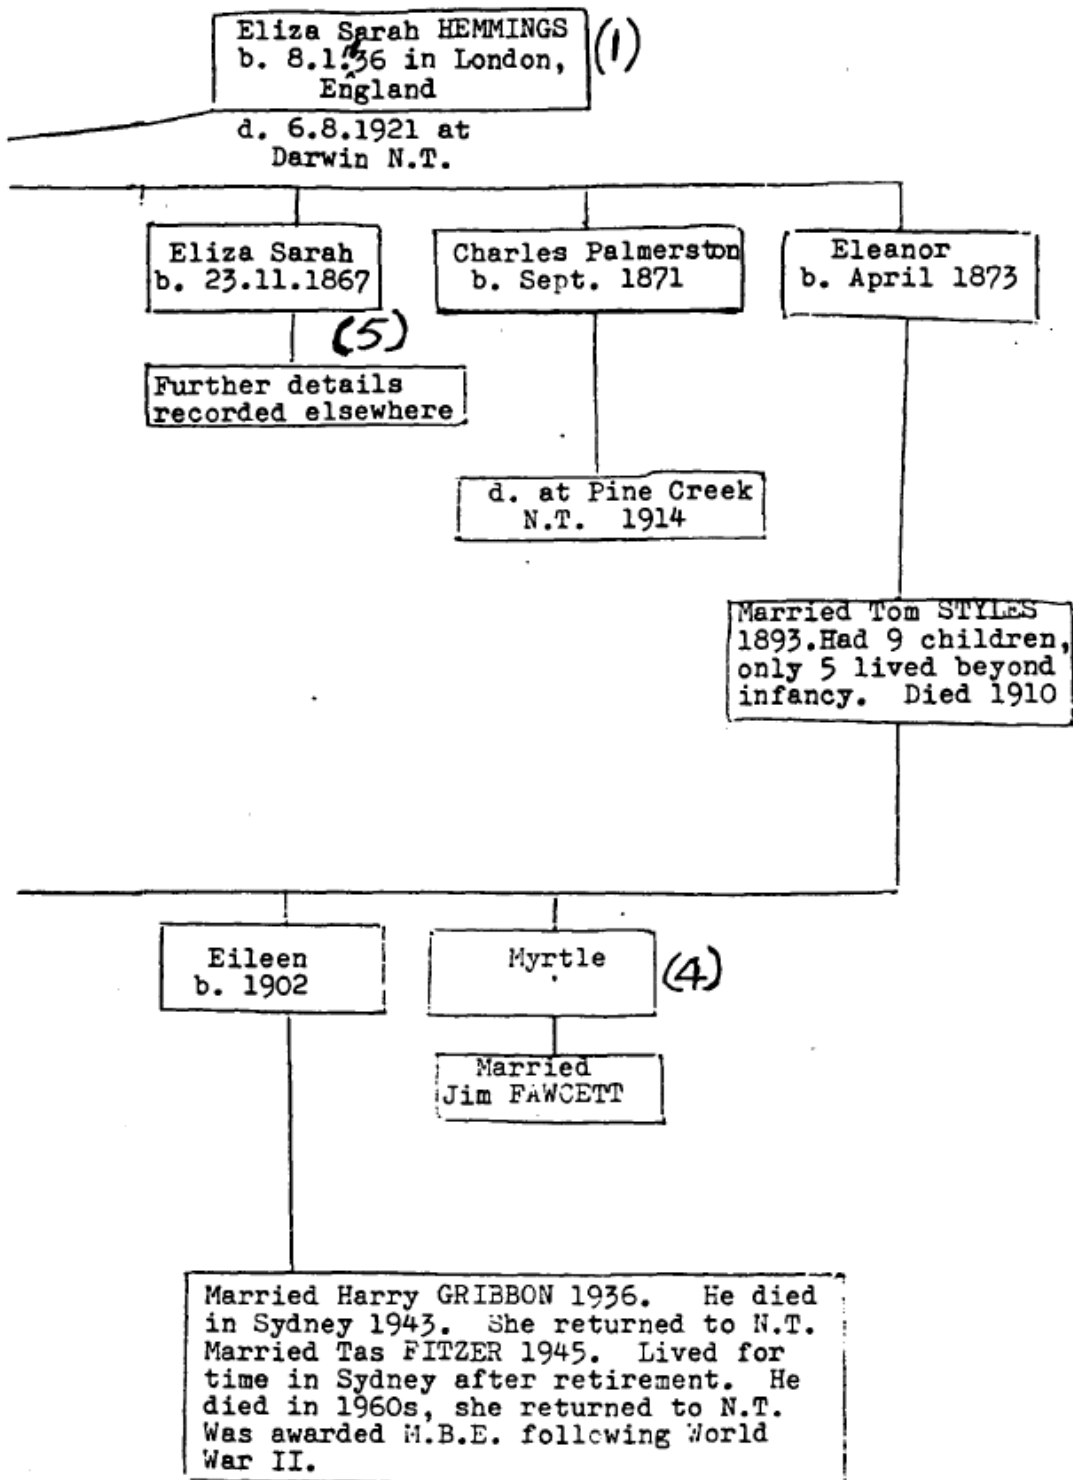 Eliza Sarah HEMMINGS
(1)
b. 8.1.36 in London,
England
d. 6.8.1921 at
Darwin N.T.
Eliza Sarah
b. 23.11.1867
(5)
Further details
recorded elsewhere
Charles Palmerston
b. Sept. 1871
d. at Pine Creek
N.T. 1914
Eleanor
b. April 1873
Married Tom STYLES
1893.Had 9 children,
only 5 lived beyond
infancy. Died 1910
Eileen
b. 1902
Myrtle
(4)
Married
Jim FAWCETT
Married Harry GRIBBON 1936. He died
in Sydney 1943. She returned to N.T.
Married Tas FITZER 1945. Lived for
time in Sydney after retirement. He
died in 1960s, she returned to N.T.
Was awarded M.B.E. following World
War II.